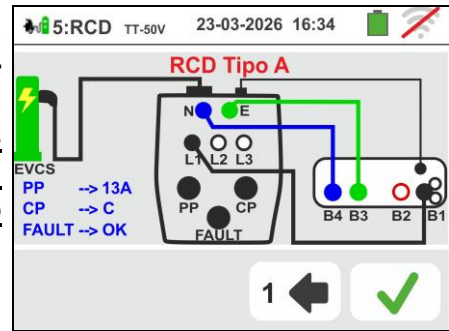 5:RCD TT-50V 23-03-2026 16:34
RCD Tipo A
N E
L1 L2 L3
EVCS
PP --> 13A
CP --> C
FAULT --> OK
PP CP
FAULT
B4 B3 B2 B1
1